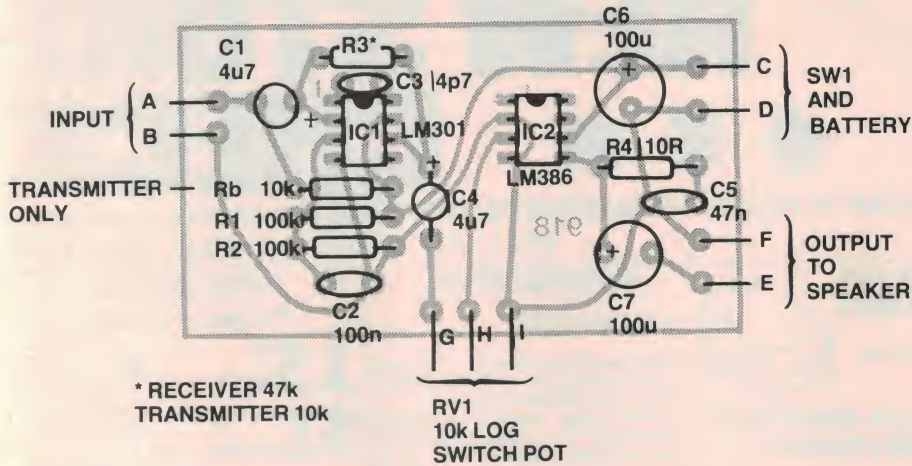 C6
100u
C1
4u7
R3*
C3 4p7
INPUT
A
B
IC1
LM301
IC2
LM386
C
D
SW1
AND
BATTERY
R4 10R
C5
47n
TRANSMITTER
ONLY
Rb 10k
R1 100k
R2 100k
C4
4u7
918
F
E
OUTPUT
TO
SPEAKER
C2
100n
C7
100u
G
H
I
* RECEIVER 47k
TRANSMITTER 10k
RV1
10k LOG
SWITCH POT